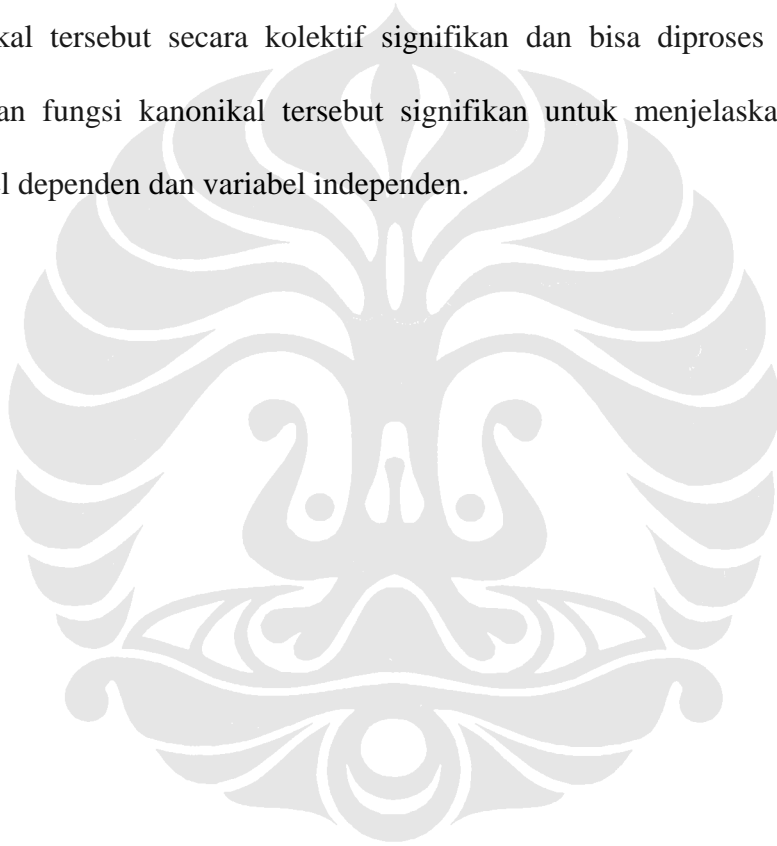 kal tersebut secara kolektif signifikan dan bisa diproses
an fungsi kanonikal tersebut signifikan untuk menjelaska
l dependen dan variabel independen.